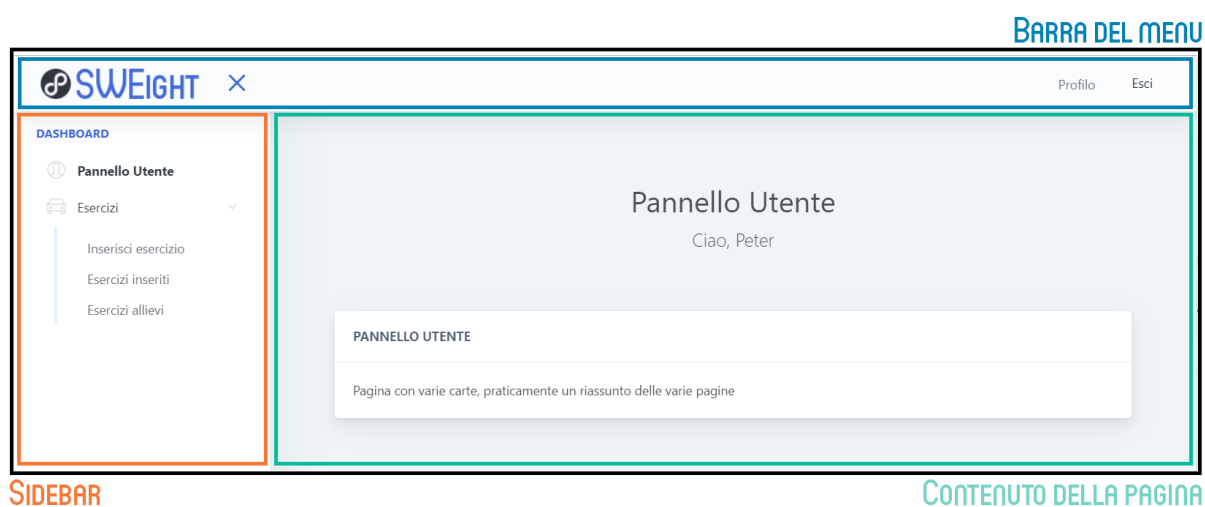 BARRA DEL MENU
SWEIGHT
Profilo
Esci
DASHBOARD
Pannello Utente
Esercizi
Inserisci esercizio
Esercizi inseriti
Esercizi allievi
Pannello Utente
Ciao, Peter
PANNELLO UTENTE
Pagina con varie carte, praticamente un riassunto delle varie pagine
SIDEBAR
CONTENUTO DELLA PAGINA